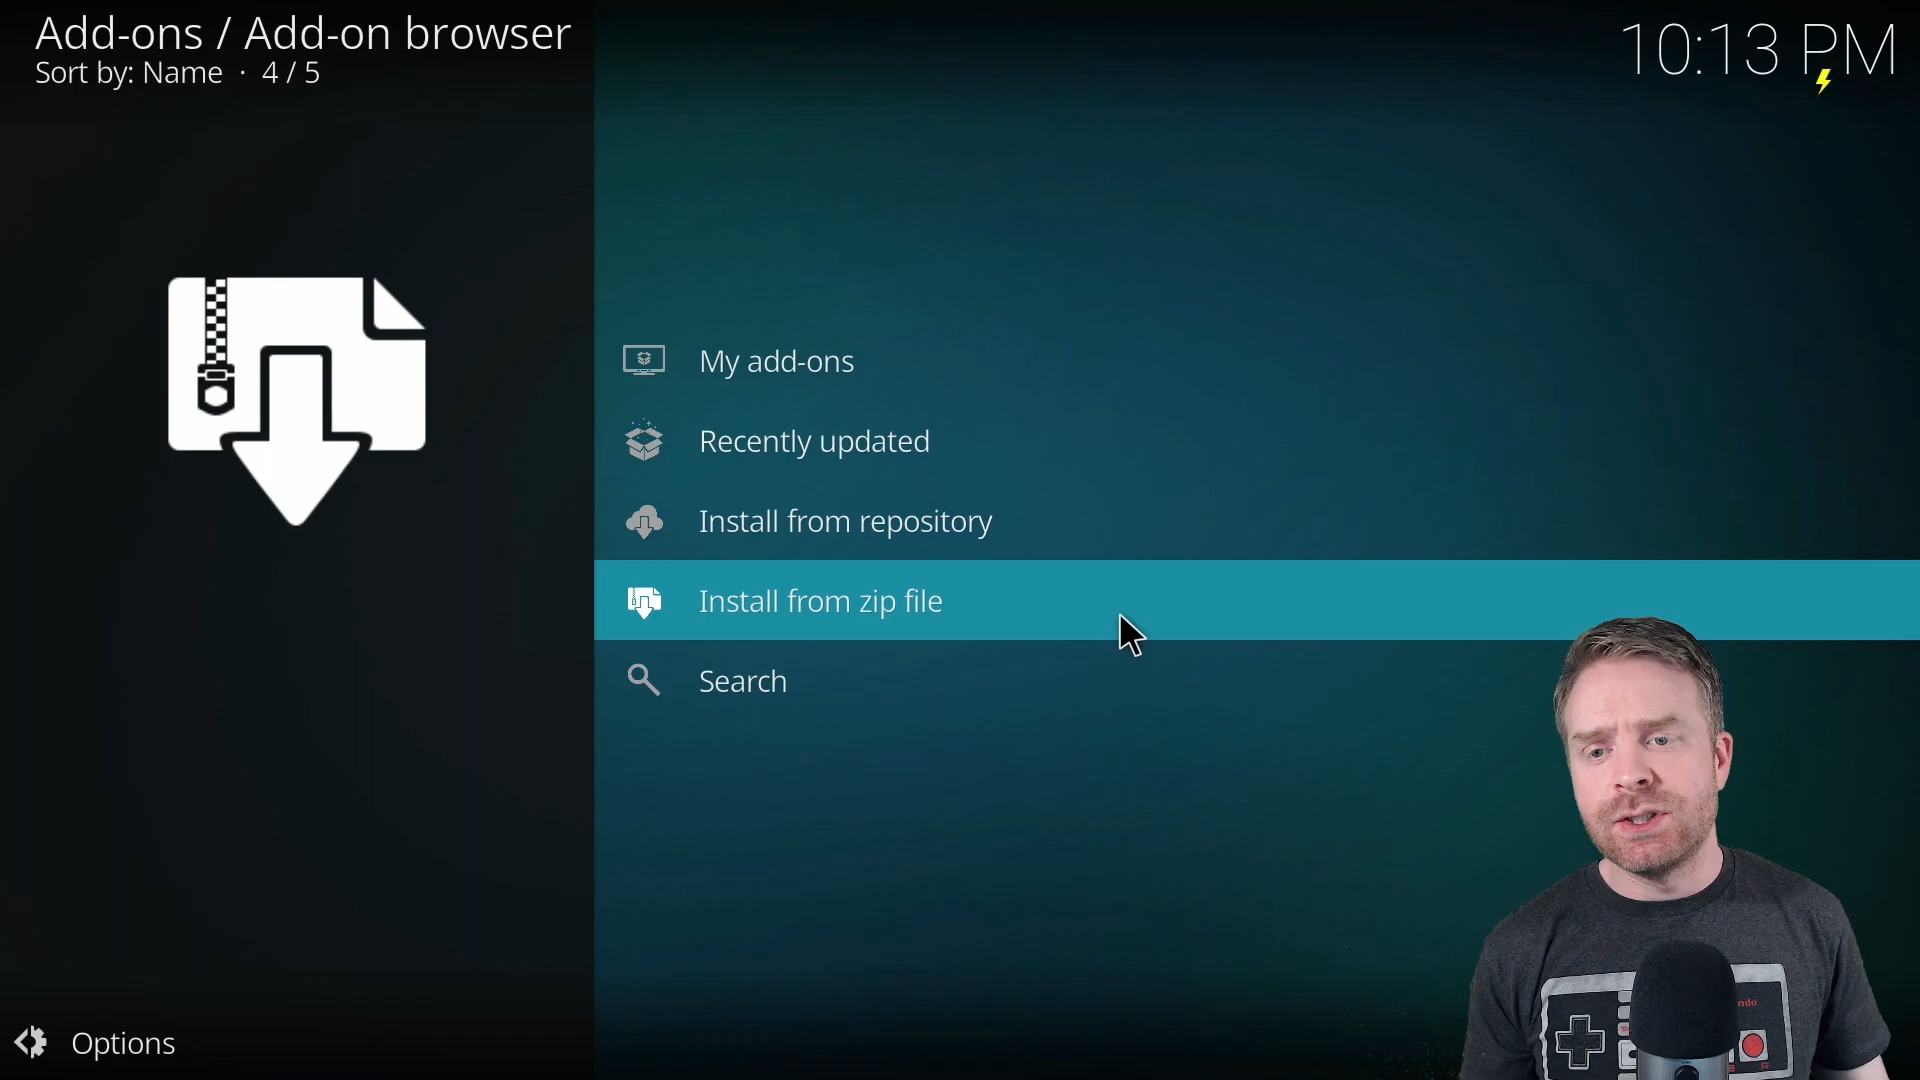 Add-ons / Add-on browser
Sort by: Name · 4 / 5
10:13 PM
My add-ons
Recently updated
Install from repository
Install from zip file
Search
Options
ndo
B A